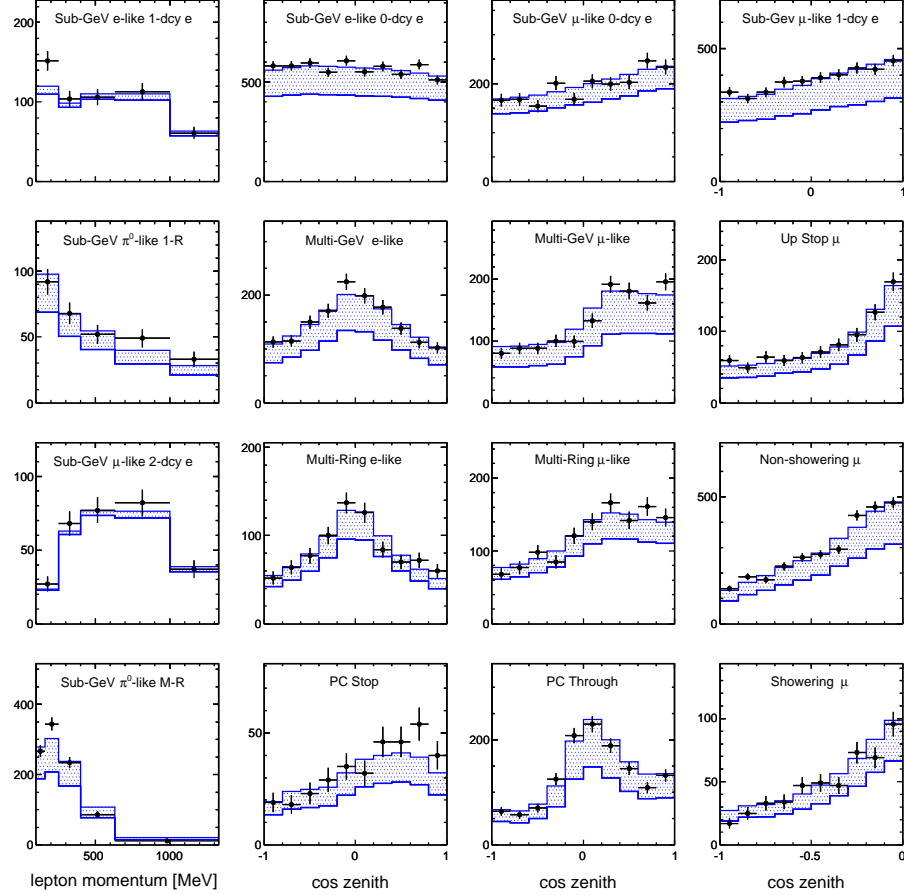 Sub-GeV e-like 1-dcy e
200
100
0
Sub-GeV e-like 0-dcy e
500
0
Sub-GeV μ-like 0-dcy e
200
0
Sub-Gev μ-like 1-dcy e
400
0
-1 0 1
Sub-GeV π⁰-like 1-R
100
50
0
Multi-GeV e-like
200
0
Multi-GeV μ-like
200
100
0
Up Stop μ
200
100
0
Sub-GeV μ-like 2-dcy e
100
50
0
Multi-Ring e-like
200
100
0
Multi-Ring μ-like
200
100
0
Non-showering μ
500
0
Sub-GeV π⁰-like M-R
400
200
0
500 1000
lepton momentum [MeV]
PC Stop
50
0
-1 0 1
cos zenith
PC Through
200
0
-1 0 1
cos zenith
Showering μ
100
50
0
-1 -0.5 0
cos zenith